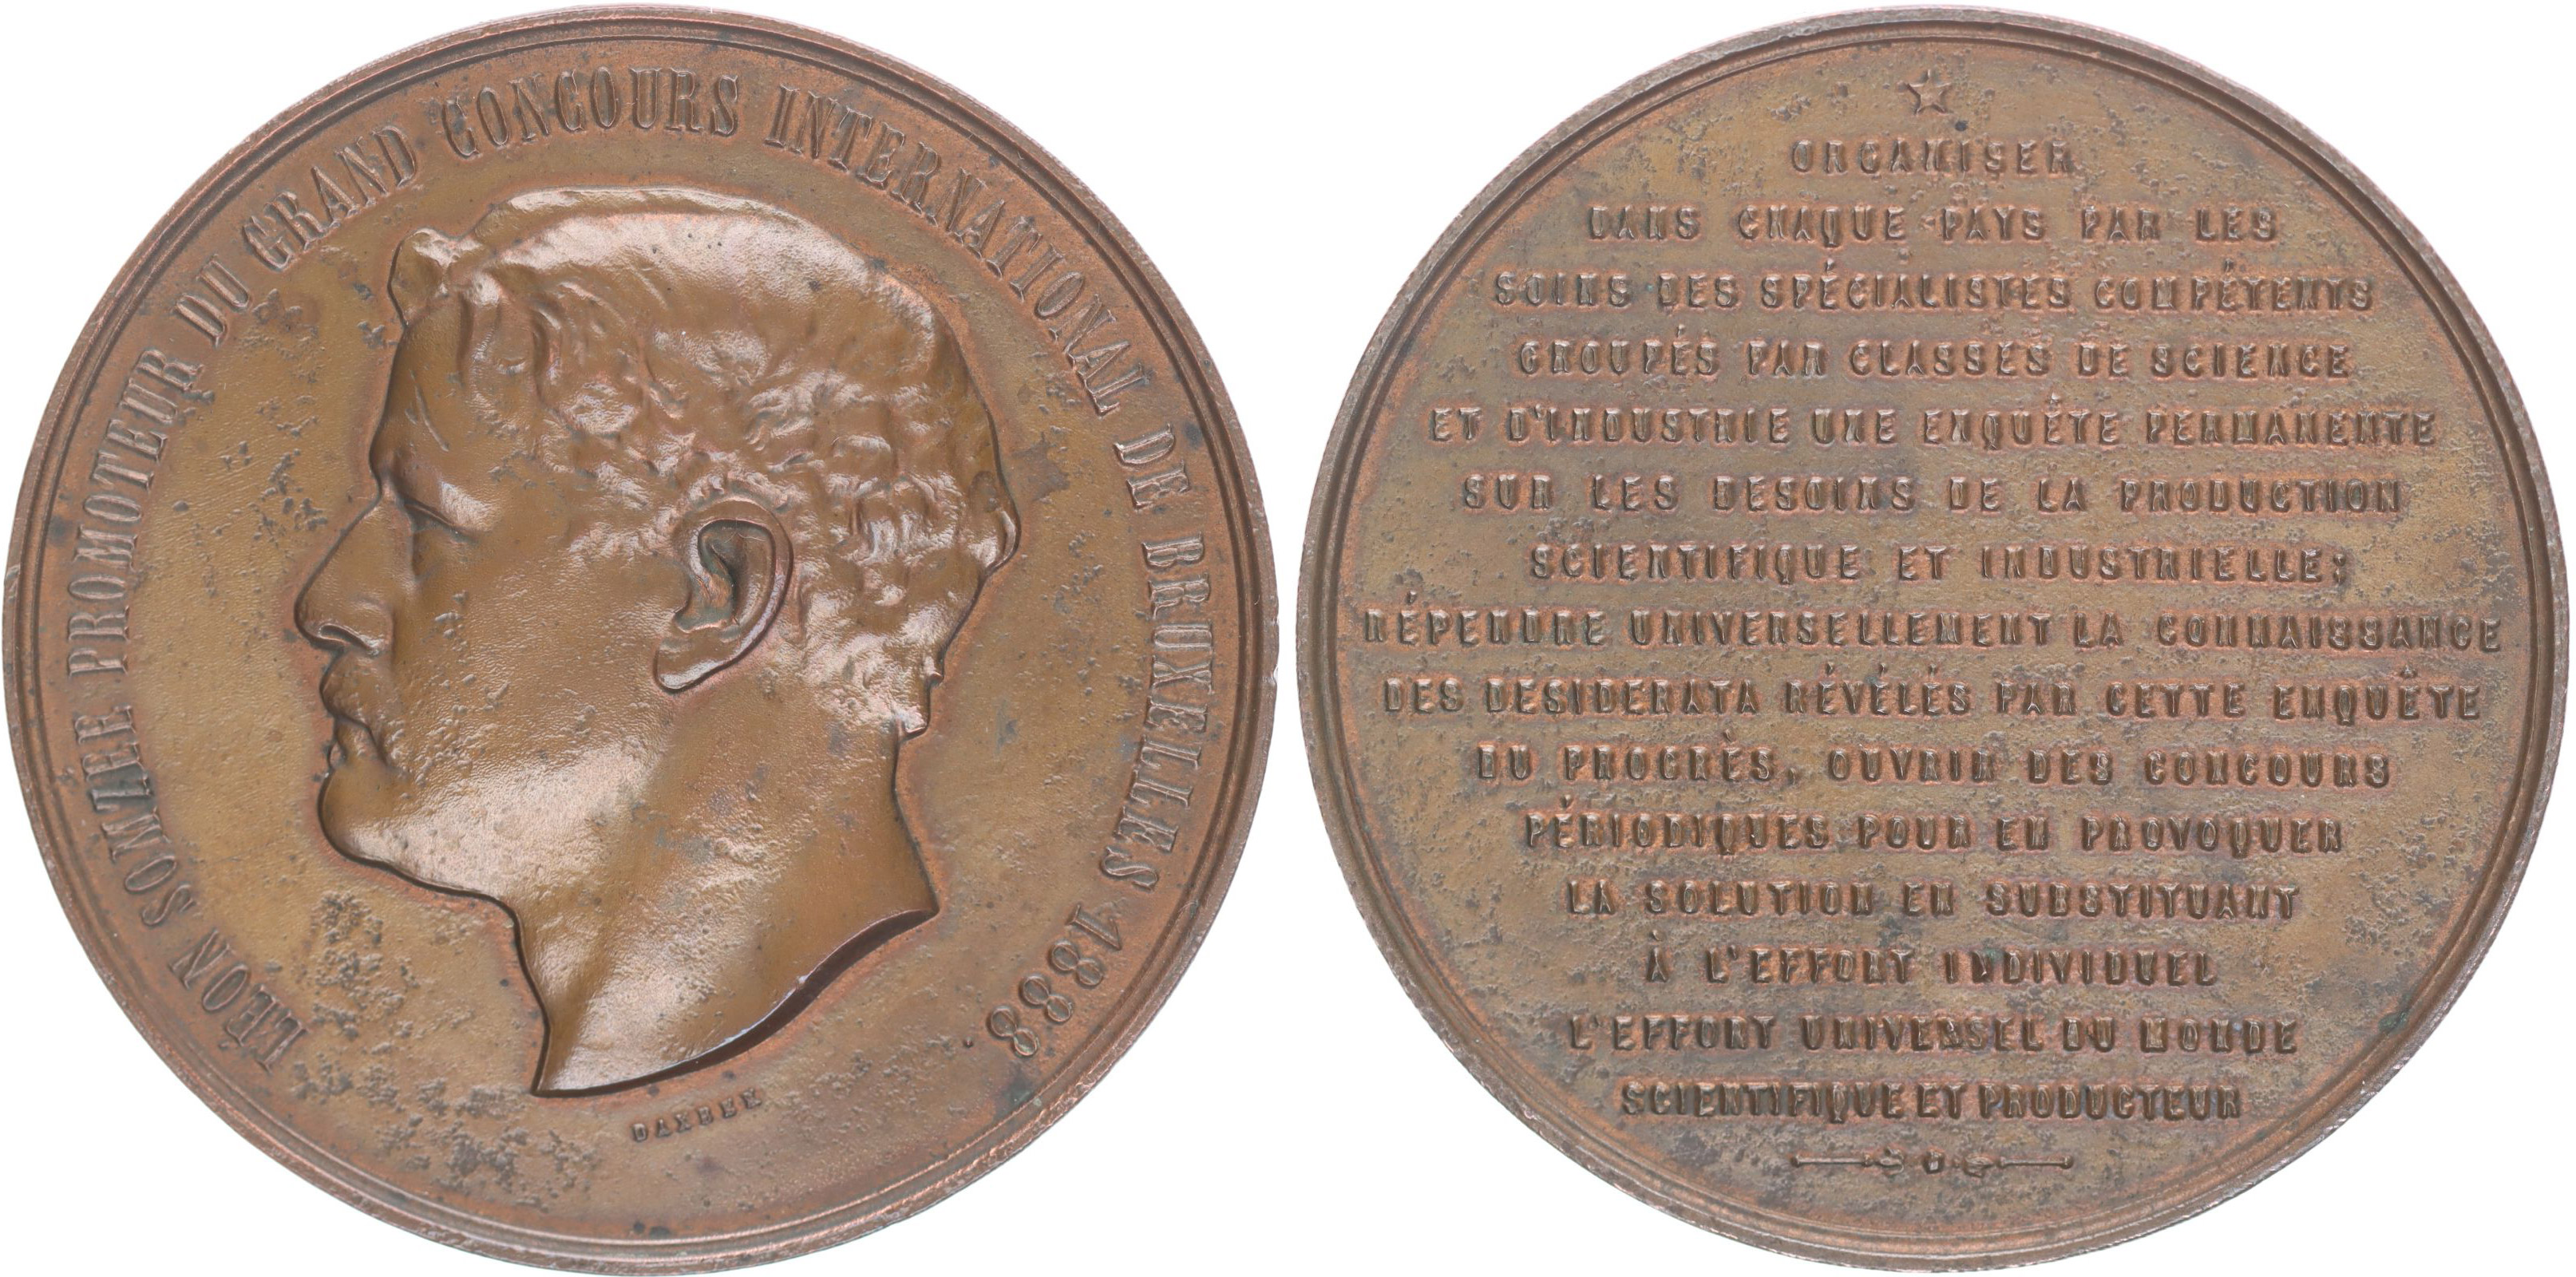 LÉON SOMZÉE PROMOTEUR DU GRAND CONCOURS INTERNATIONAL DE BRUXELLES 1888
DAXBEK
ORGANISER
DANS CHAQUE PAYS PAR LES
SOINS DES SPÉCIALISTES COMPÉTENTS
GROUPÉS PAR CLASSES DE SCIENCE
ET D'INDUSTRIE UNE ENQUÊTE PERMANENTE
SUR LES BESOINS DE LA PRODUCTION
SCIENTIFIQUE ET INDUSTRIELLE;
RÉPENDRE UNIVERSELLEMENT LA CONNAISSANCE
DES DESIDERATA RÉVÉLÉS PAR CETTE ENQUÊTE
DU PROGRÈS, OUVRIR DES CONCOURS
PÉRIODIQUES POUR EN PROVOQUER
LA SOLUTION EN SUBSTITUANT
À L'EFFORT INDIVIDUEL
L'EFFORT UNIVERSEL DU MONDE
SCIENTIFIQUE ET PRODUCTEUR